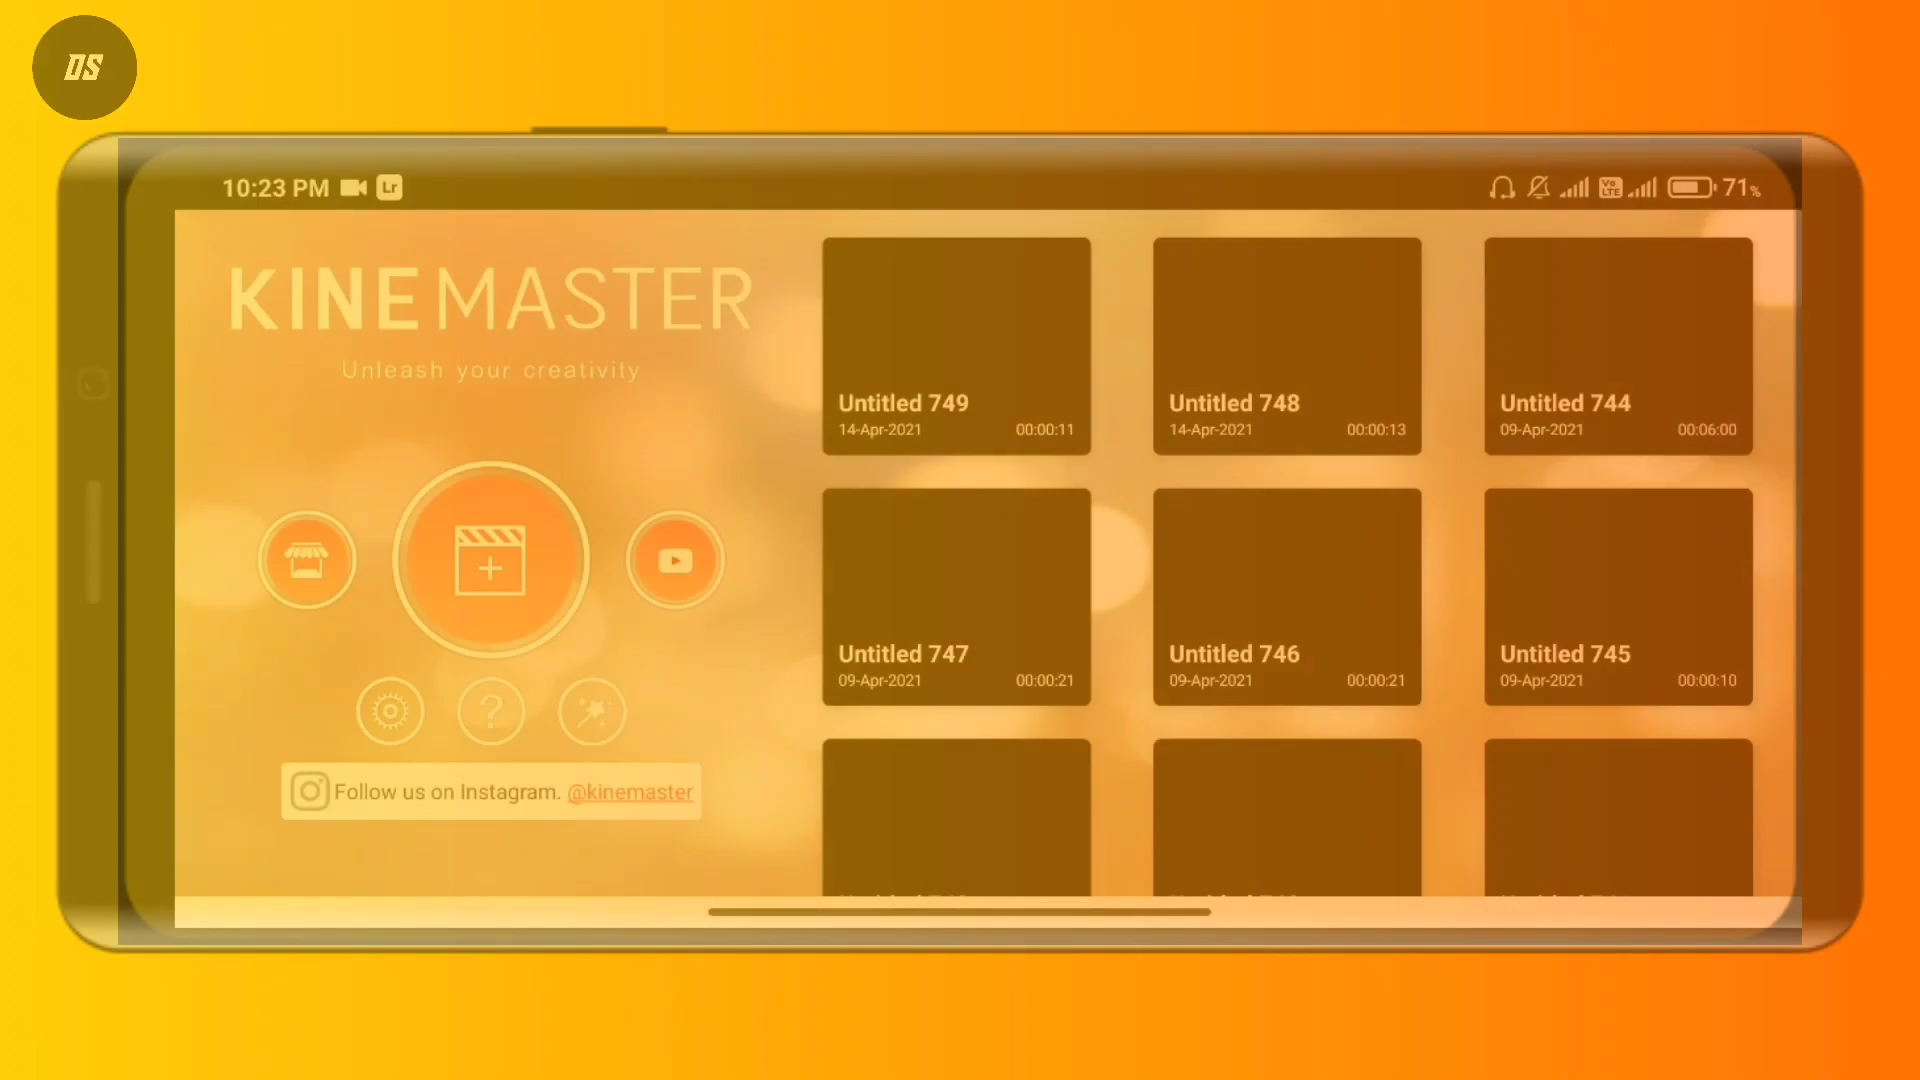 DS
10:23 PM Lr
Vo LTE 71%
KINEMASTER
Unleash your creativity
Follow us on Instagram. @kinemaster
Untitled 749
14-Apr-2021 00:00:11
Untitled 748
14-Apr-2021 00:00:13
Untitled 744
09-Apr-2021 00:06:00
Untitled 747
09-Apr-2021 00:00:21
Untitled 746
09-Apr-2021 00:00:21
Untitled 745
09-Apr-2021 00:00:10